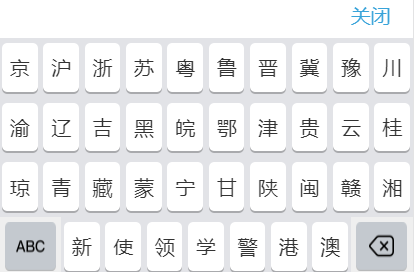 关闭
京 沪 浙 苏 粤 鲁 晋 冀 豫 川
渝 辽 吉 黑 皖 鄂 津 贵 云 桂
琼 青 藏 蒙 宁 甘 陕 闽 赣 湘
ABC 新 使 领 学 警 港 澳